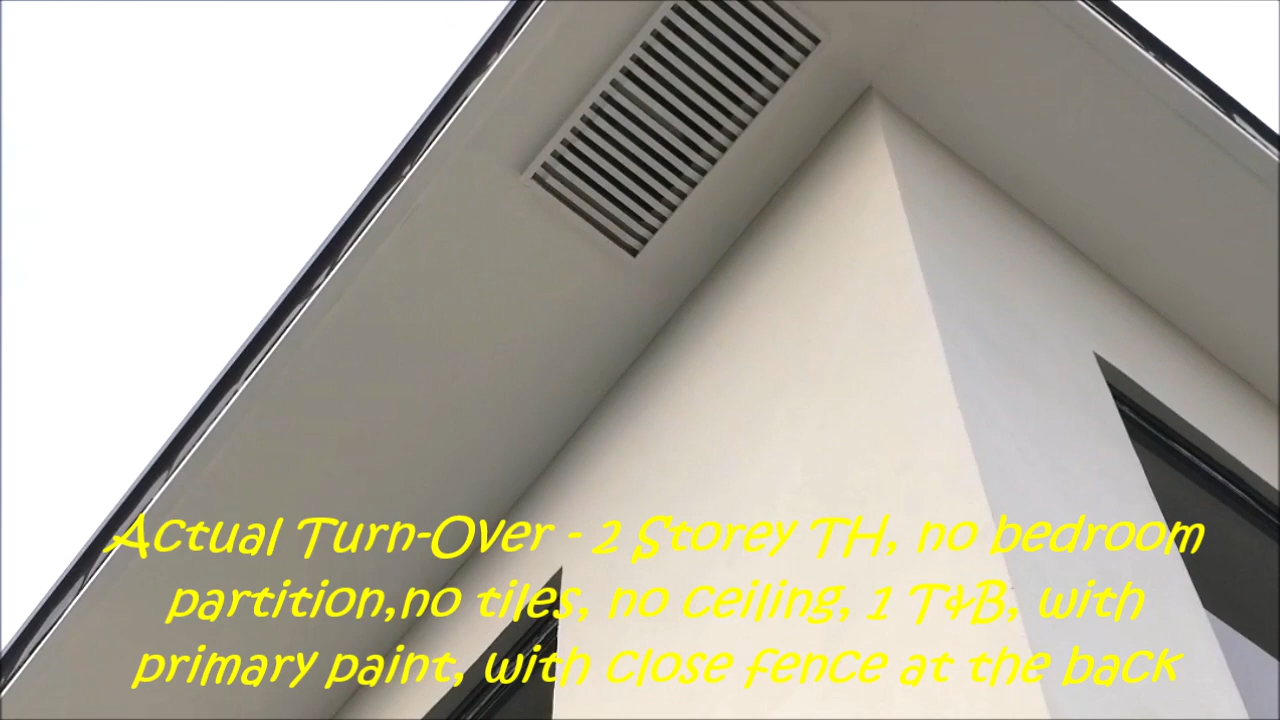 Actual Turn-Over - 2 Storey TH, no bedroom
partition,no tiles, no ceiling, 1 T&B, with
primary paint, with close fence at the back